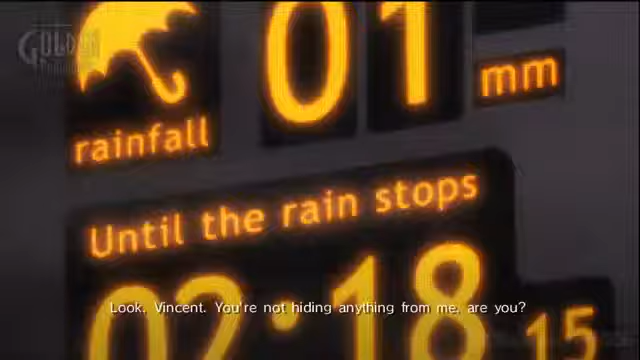 GOLDEN
01
mm
rainfall
Until the rain stops
02:18
15
Look, Vincent. You're not hiding anything from me, are you?